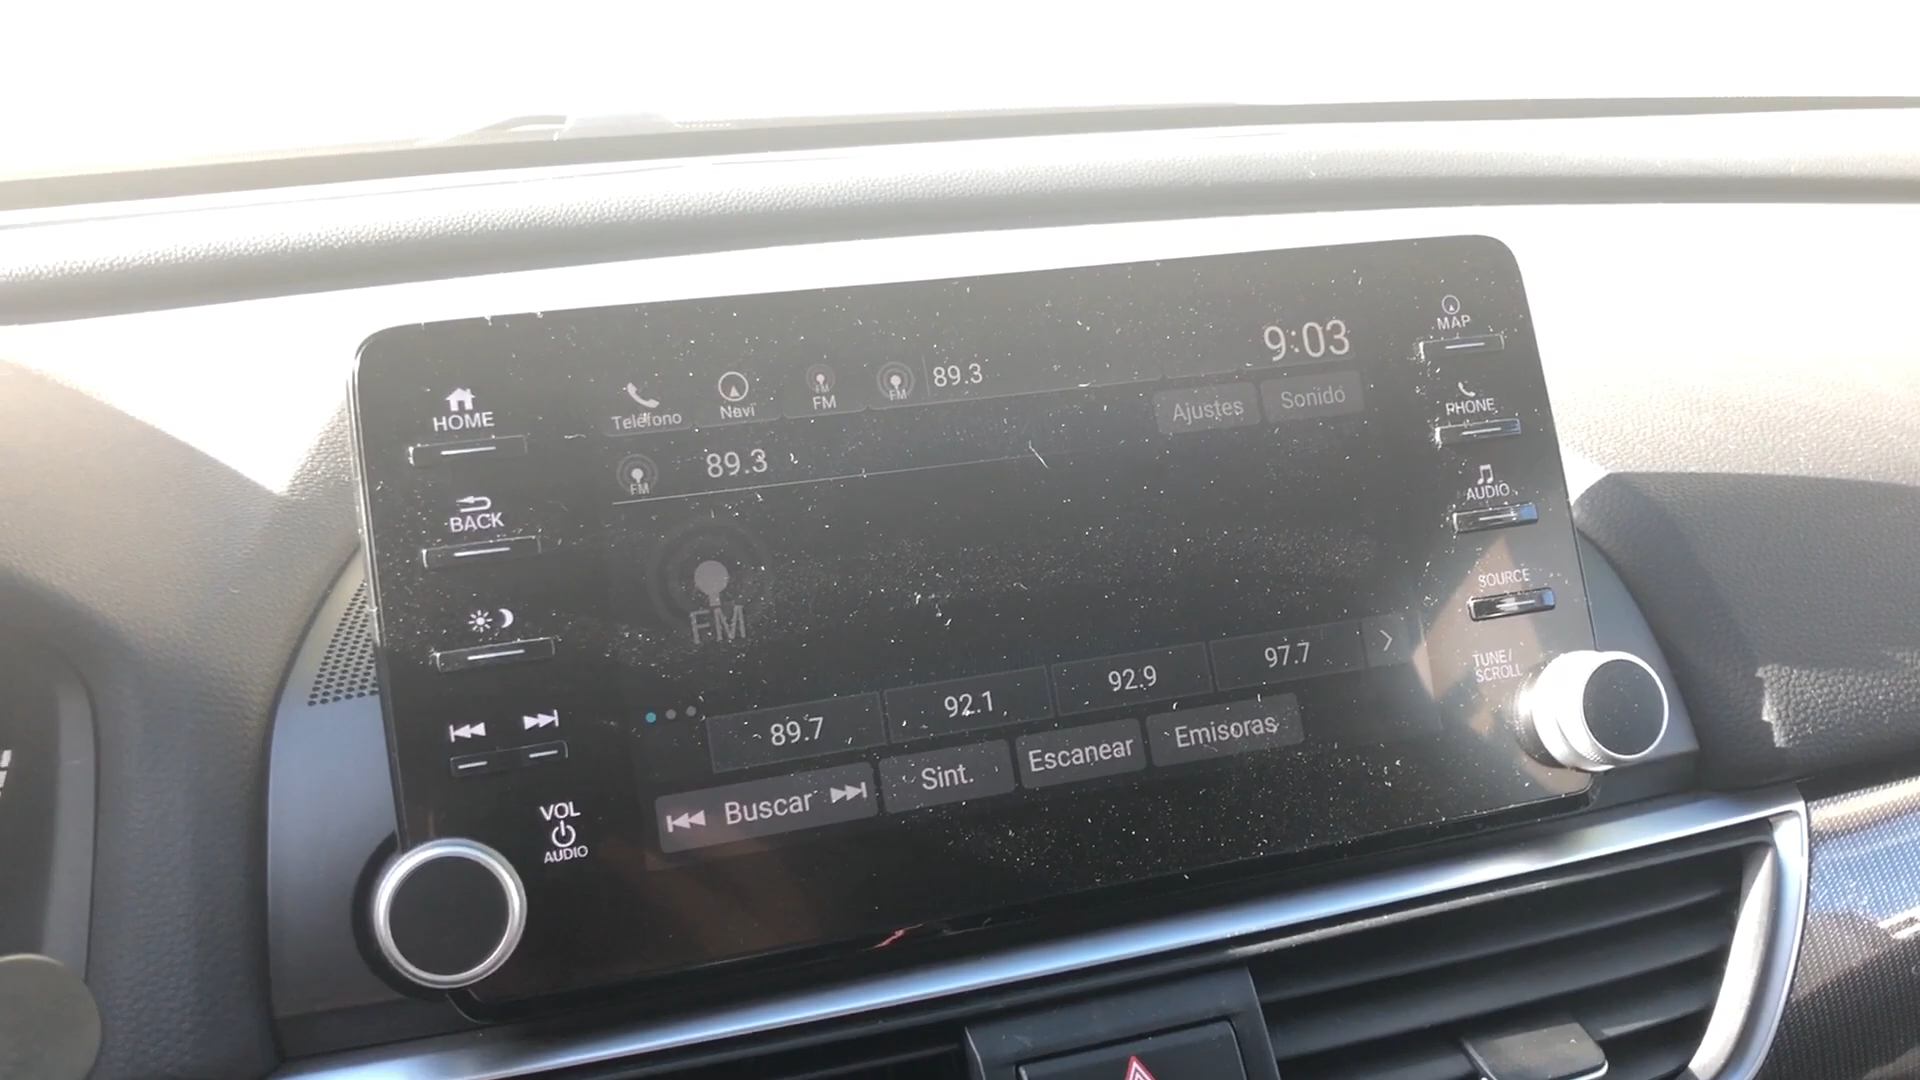 9:03
MAP
HOME
Teléfono
Navi
FM
FM
FM
89.3
Ajustes
Sonido
PHONE
FM
89.3
BACK
AUDIO
FM
SOURCE
TUNE/
SCROLL
89.7
92.1
92.9
97.7
Buscar
Sint.
Escanear
Emisoras
VOL
AUDIO